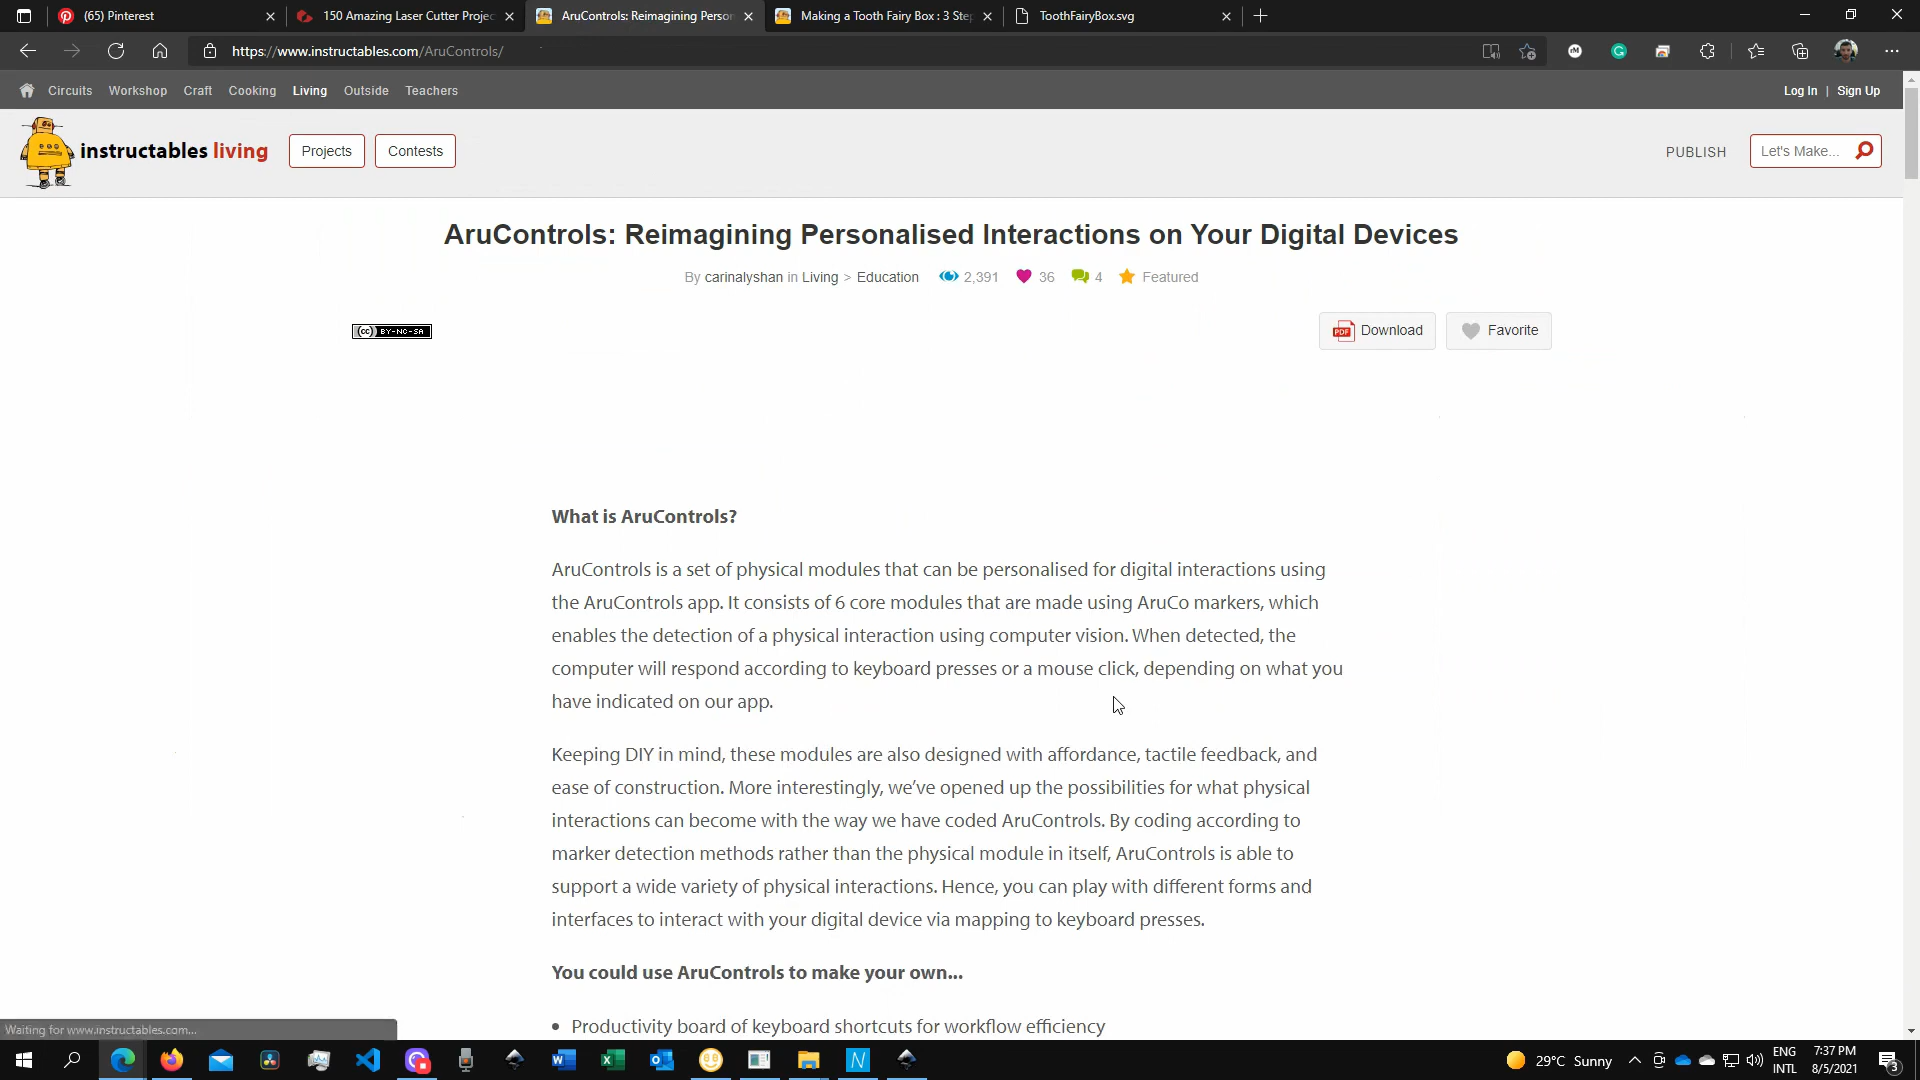 (65) Pinterest
150 Amazing Laser Cutter Projec
AruControls: Reimagining Person
Making a Tooth Fairy Box : 3 Step
ToothFairyBox.svg
https://www.instructables.com/AruControls/
Circuits Workshop Craft Cooking Living Outside Teachers
Log In | Sign Up
instructables living
Projects
Contests
PUBLISH
Let's Make...
AruControls: Reimagining Personalised Interactions on Your Digital Devices
By carinalyshan in Living > Education 2,391 36 4 Featured
(cc) BY-NC-SA
PDF Download
Favorite
What is AruControls?
AruControls is a set of physical modules that can be personalised for digital interactions using
the AruControls app. It consists of 6 core modules that are made using AruCo markers, which
enables the detection of a physical interaction using computer vision. When detected, the
computer will respond according to keyboard presses or a mouse click, depending on what you
have indicated on our app.
Keeping DIY in mind, these modules are also designed with affordance, tactile feedback, and
ease of construction. More interestingly, we’ve opened up the possibilities for what physical
interactions can become with the way we have coded AruControls. By coding according to
marker detection methods rather than the physical module in itself, AruControls is able to
support a wide variety of physical interactions. Hence, you can play with different forms and
interfaces to interact with your digital device via mapping to keyboard presses.
You could use AruControls to make your own...
• Productivity board of keyboard shortcuts for workflow efficiency
Waiting for www.instructables.com...
29°C Sunny
ENG
INTL
7:37 PM
8/5/2021
3